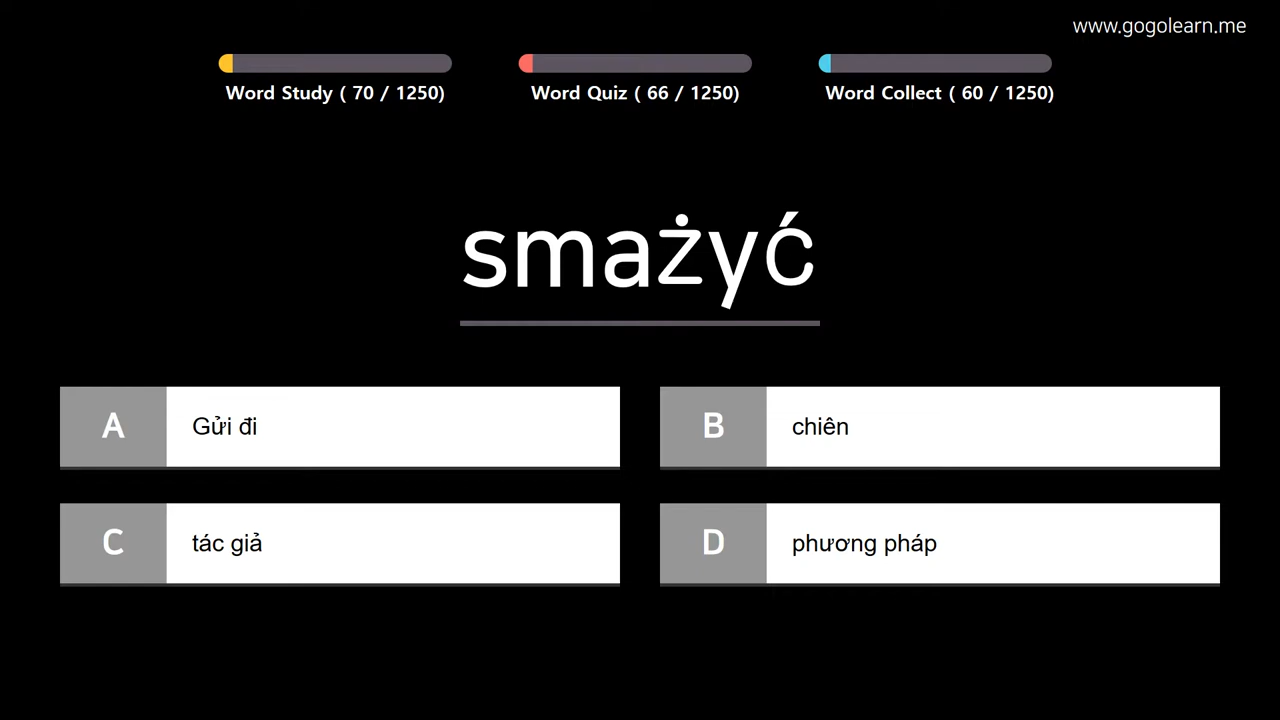 www.gogolearn.me
Word Study ( 70 / 1250)
Word Quiz ( 66 / 1250)
Word Collect ( 60 / 1250)
smażyć
A
Gửi đi
B
chiên
C
tác giả
D
phương pháp